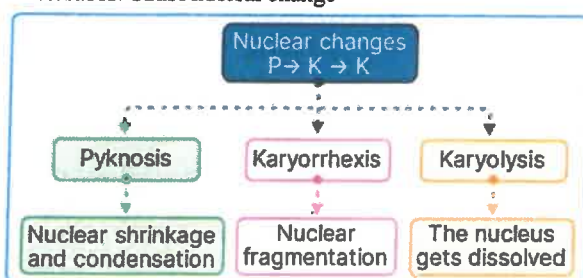 Nuclear changes
P→ K → K
Pyknosis
Karyorrhexis
Karyolysis
Nuclear shrinkage
and condensation
Nuclear
fragmentation
The nucleus
gets dissolved